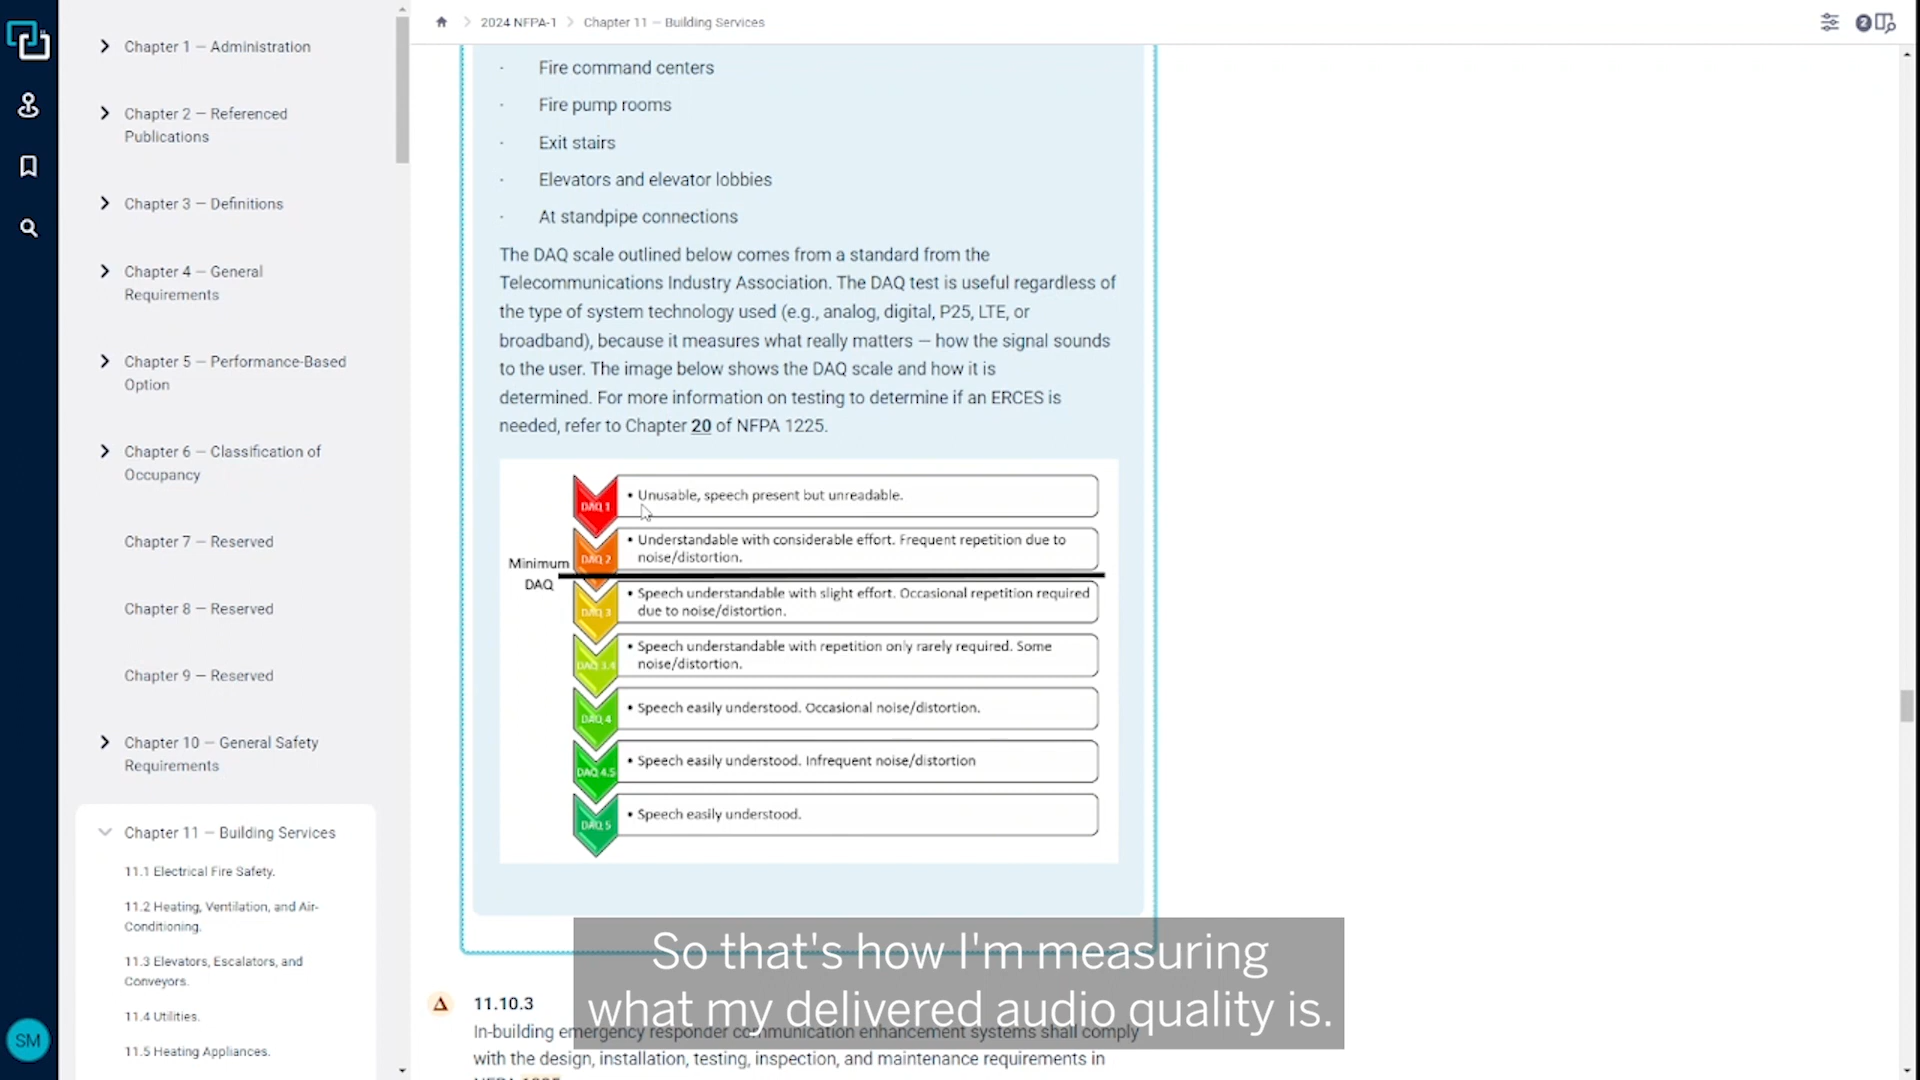 2024 NFPA-1
Chapter 11 — Building Services
2
Chapter 1 — Administration
Chapter 2 — Referenced
Publications
Chapter 3 — Definitions
Chapter 4 — General
Requirements
Chapter 5 — Performance-Based
Option
Chapter 6 — Classification of
Occupancy
Chapter 7 — Reserved
Chapter 8 — Reserved
Chapter 9 — Reserved
Chapter 10 — General Safety
Requirements
Chapter 11 — Building Services
11.1 Electrical Fire Safety.
11.2 Heating, Ventilation, and Air-
Conditioning.
11.3 Elevators, Escalators, and
Conveyors.
11.4 Utilities.
11.5 Heating Appliances.
SM
· Fire command centers
· Fire pump rooms
· Exit stairs
· Elevators and elevator lobbies
· At standpipe connections
The DAQ scale outlined below comes from a standard from the
Telecommunications Industry Association. The DAQ test is useful regardless of
the type of system technology used (e.g., analog, digital, P25, LTE, or
broadband), because it measures what really matters — how the signal sounds
to the user. The image below shows the DAQ scale and how it is
determined. For more information on testing to determine if an ERCES is
needed, refer to Chapter 20 of NFPA 1225.
DAQ 1
• Unusable, speech present but unreadable.
DAQ 2
• Understandable with considerable effort. Frequent repetition due to
noise/distortion.
Minimum
DAQ
DAQ 3
• Speech understandable with slight effort. Occasional repetition required
due to noise/distortion.
DAQ 3.4
• Speech understandable with repetition only rarely required. Some
noise/distortion.
DAQ 4
• Speech easily understood. Occasional noise/distortion.
DAQ 4.5
• Speech easily understood. Infrequent noise/distortion
DAQ 5
• Speech easily understood.
So that's how I'm measuring
what my delivered audio quality is.
Δ 11.10.3
In-building emergency responder communication enhancement systems shall comply
with the design, installation, testing, inspection, and maintenance requirements in